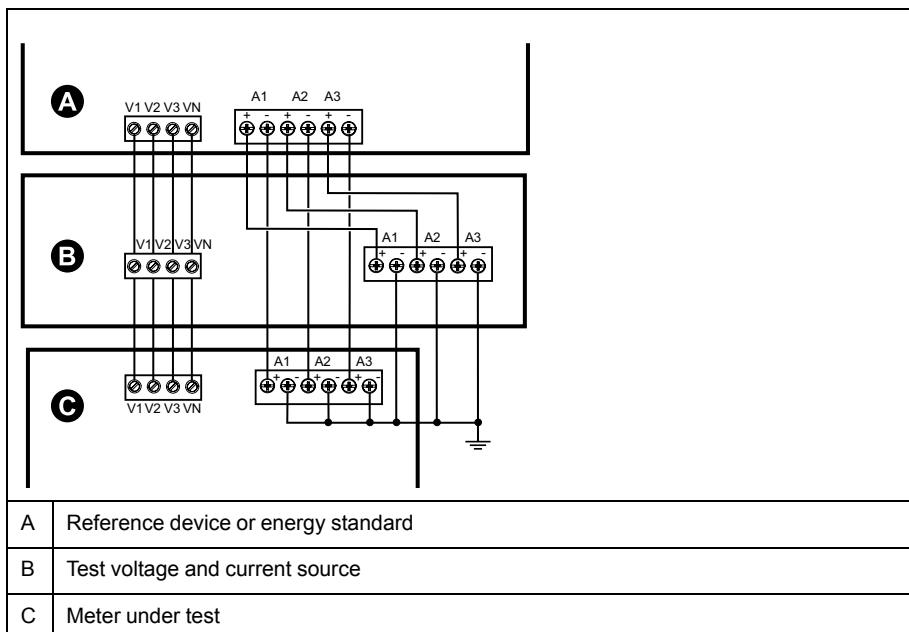 A
V1 V2 V3 VN
A1 A2 A3
+ - + - + -
B
V1 V2 V3 VN
A1 A2 A3
+ - + - + -
C
V1 V2 V3 VN
A1 A2 A3
+ - + - + -
A Reference device or energy standard
B Test voltage and current source
C Meter under test